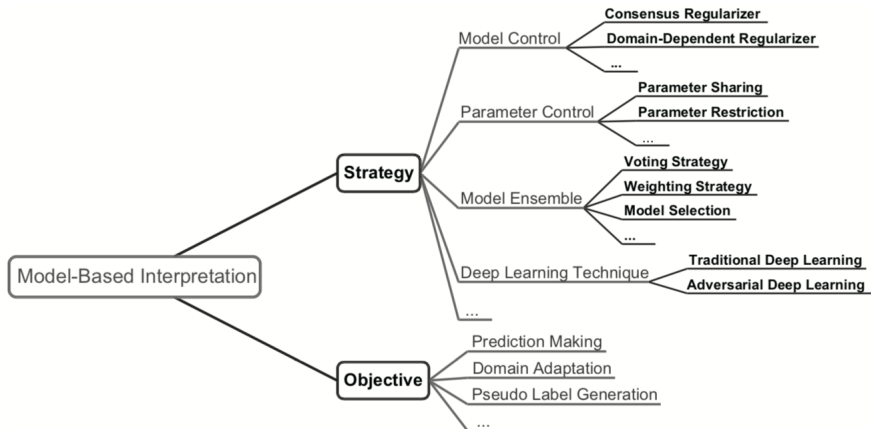 Model-Based Interpretation
Strategy
Model Control
Consensus Regularizer
Domain-Dependent Regularizer
...
Parameter Control
Parameter Sharing
Parameter Restriction
...
Model Ensemble
Voting Strategy
Weighting Strategy
Model Selection
...
Deep Learning Technique
Traditional Deep Learning
Adversarial Deep Learning
...
Objective
Prediction Making
Domain Adaptation
Pseudo Label Generation
...